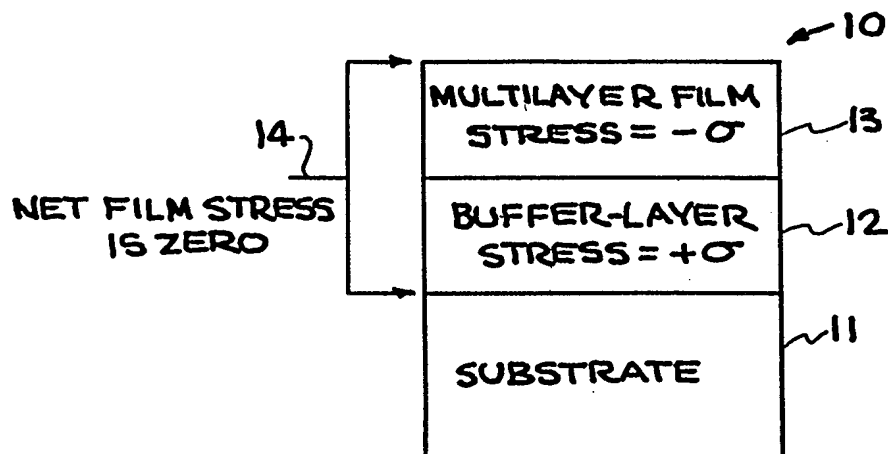 10
MULTILAYER FILM
STRESS = -σ
13
14
NET FILM STRESS
IS ZERO
BUFFER-LAYER
STRESS = +σ
12
11
SUBSTRATE